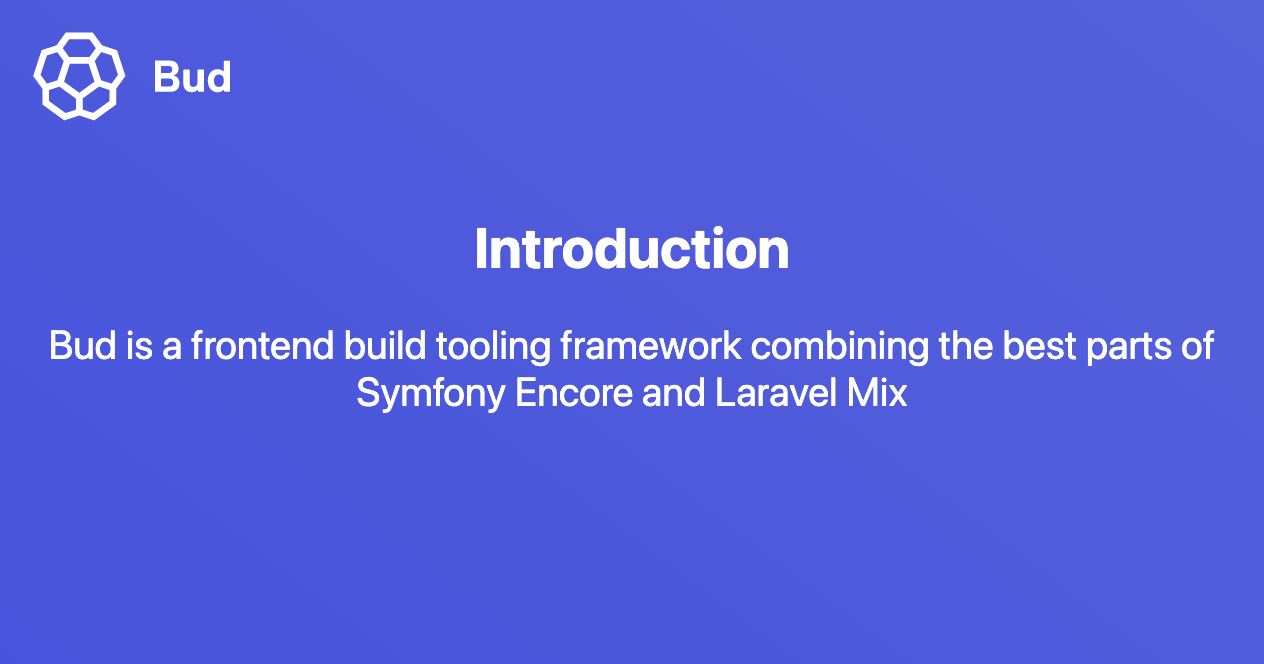 Bud
Introduction
Bud is a frontend build tooling framework combining the best parts of
Symfony Encore and Laravel Mix